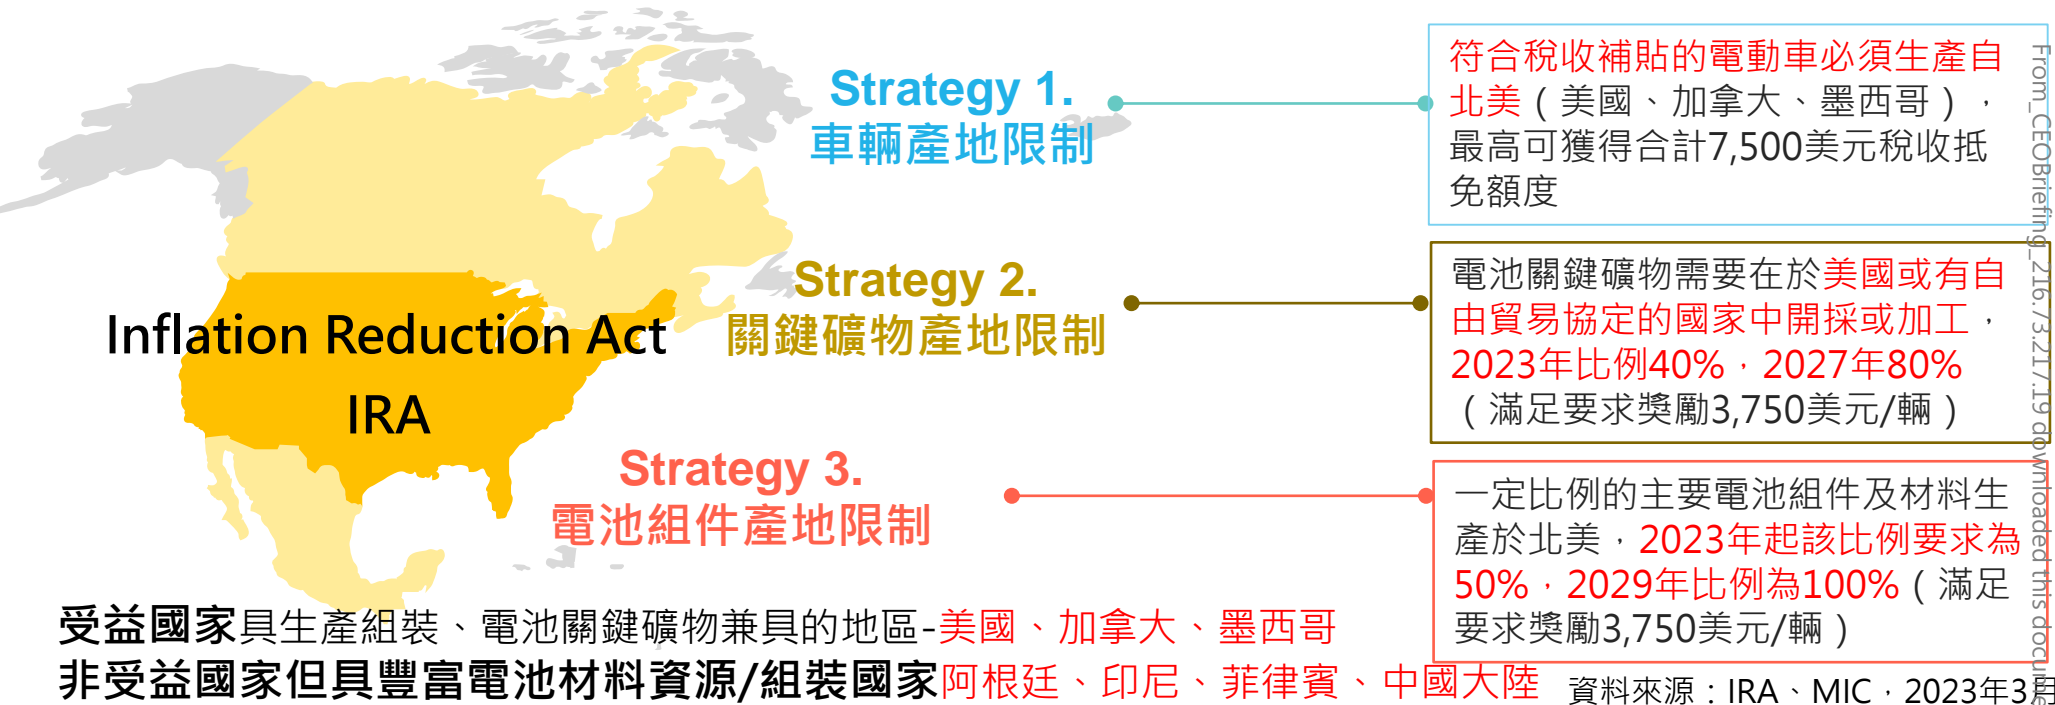 Strategy 1.
車輛產地限制
符合稅收補貼的電動車必須生產自
北美（美國、加拿大、墨西哥），
最高可獲得合計7,500美元稅收抵
免額度
Strategy 2.
關鍵礦物產地限制
電池關鍵礦物需要在於美國或有自
由貿易協定的國家中開採或加工，
2023年比例40%，2027年80%
（滿足要求獎勵3,750美元/輛）
Inflation Reduction Act
IRA
Strategy 3.
電池組件產地限制
一定比例的主要電池組件及材料生
產於北美，2023年起該比例要求為
50%，2029年比例為100%（滿足
要求獎勵3,750美元/輛）
受益國家具生產組裝、電池關鍵礦物兼具的地區-美國、加拿大、墨西哥
非受益國家但具豐富電池材料資源/組裝國家阿根廷、印尼、菲律賓、中國大陸
資料來源：IRA、MIC，2023年3月
From_CEOBriefing_216.73.217.19 downloaded this docume